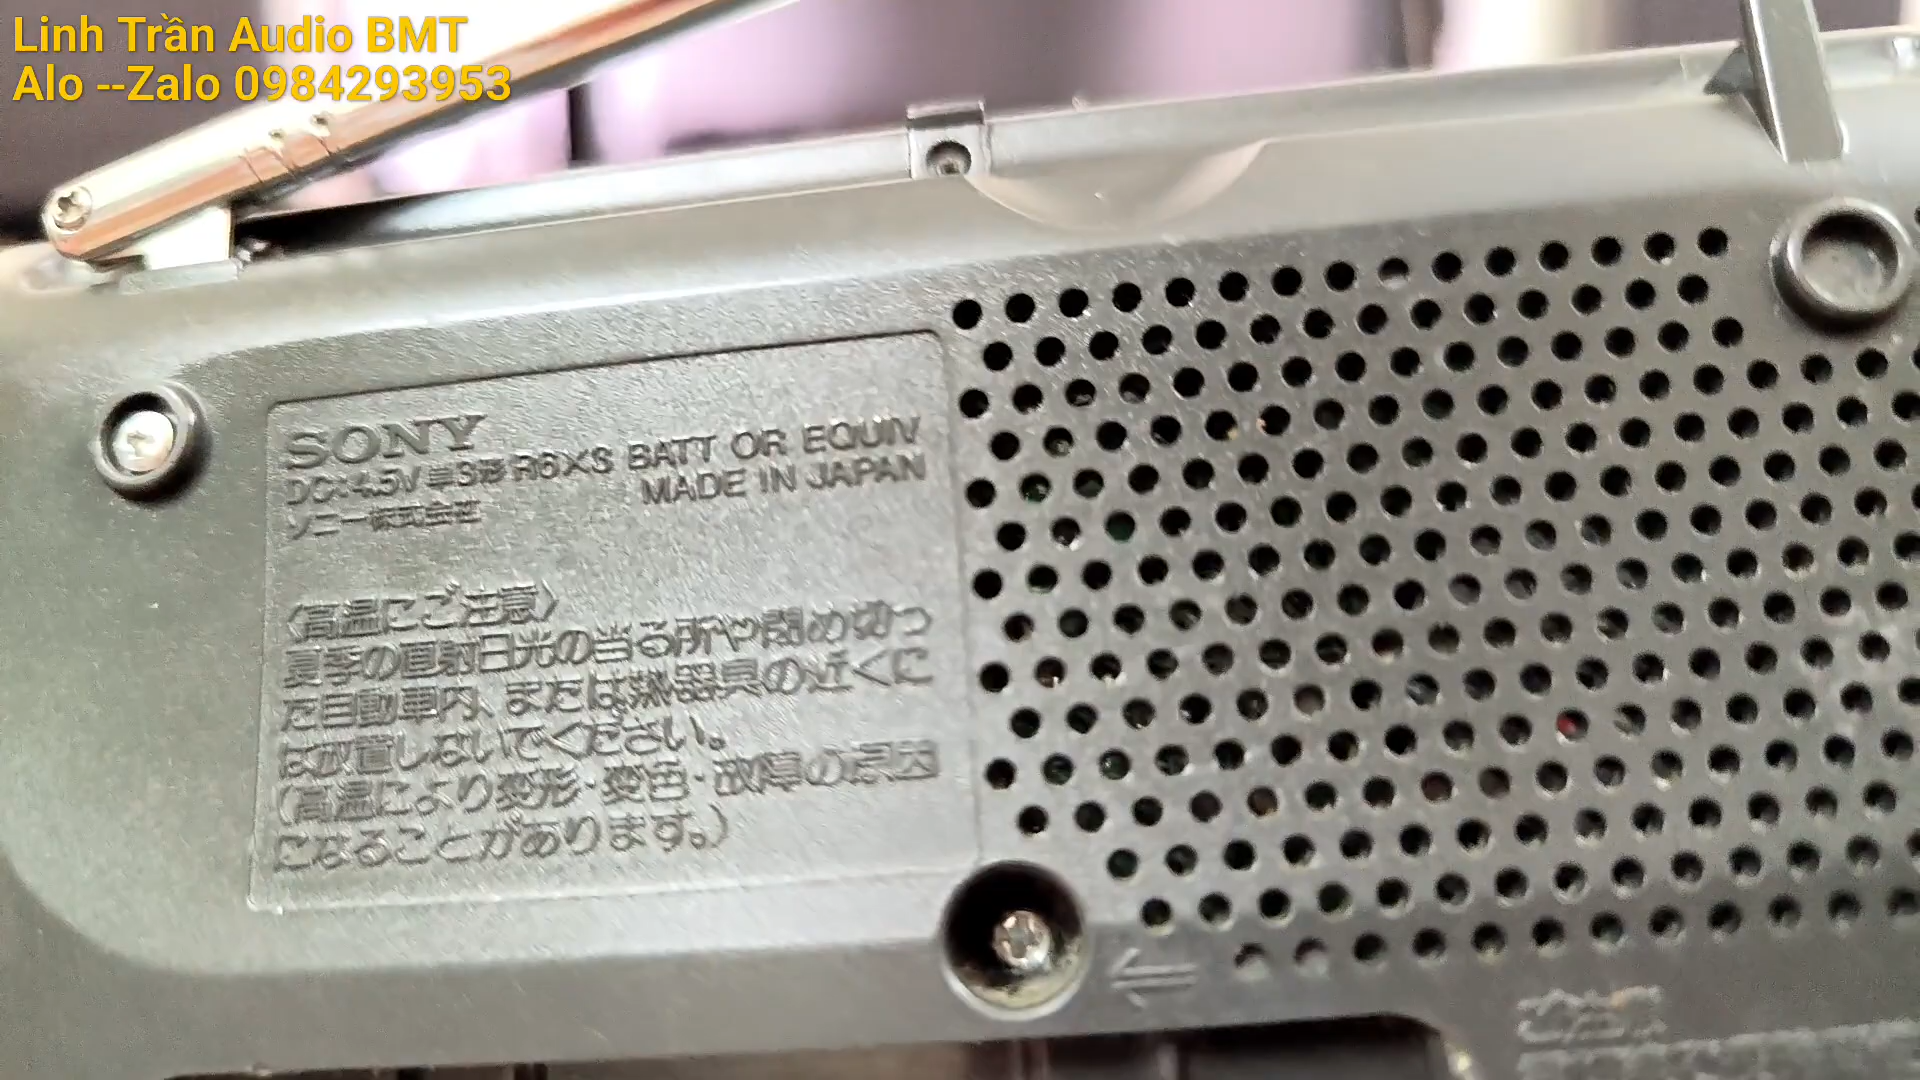 Linh Trần Audio BMT
Alo --Zalo 0984293953
SONY
DC:4.5V 単3形 R6×3 BATT OR EQUIV
MADE IN JAPAN
ソニー株式会社
〈高温にご注意〉
夏季の直射日光の当る所や閉め切っ
た自動車内、または熱器具の近くに
は放置しないでください。
(高温により変形·変色·故障の原因
になることがあります。)